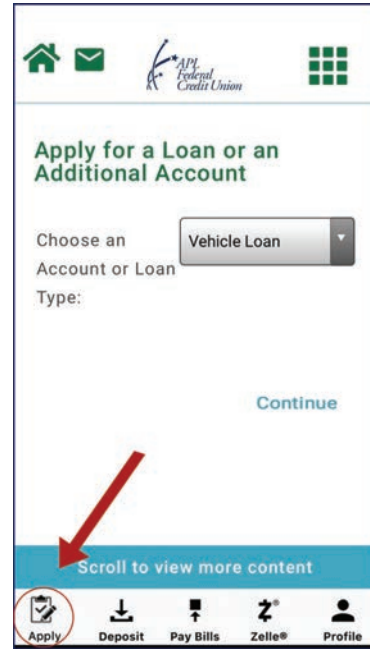 APL
Federal
Credit Union
Apply for a Loan or an
Additional Account
Choose an
Account or Loan
Type:
Vehicle Loan
Continue
Scroll to view more content
Apply Deposit Pay Bills Zelle® Profile